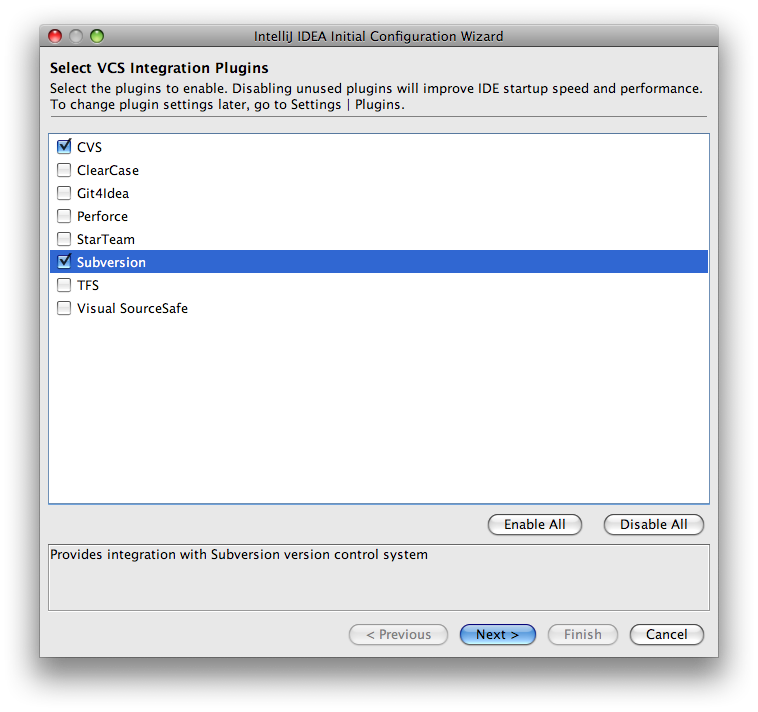 IntelliJ IDEA Initial Configuration Wizard
Select VCS Integration Plugins
Select the plugins to enable. Disabling unused plugins will improve IDE startup speed and performance.
To change plugin settings later, go to Settings | Plugins.
CVS
ClearCase
Git4Idea
Perforce
StarTeam
Subversion
TFS
Visual SourceSafe
Enable All Disable All
Provides integration with Subversion version control system
< Previous Next > Finish Cancel